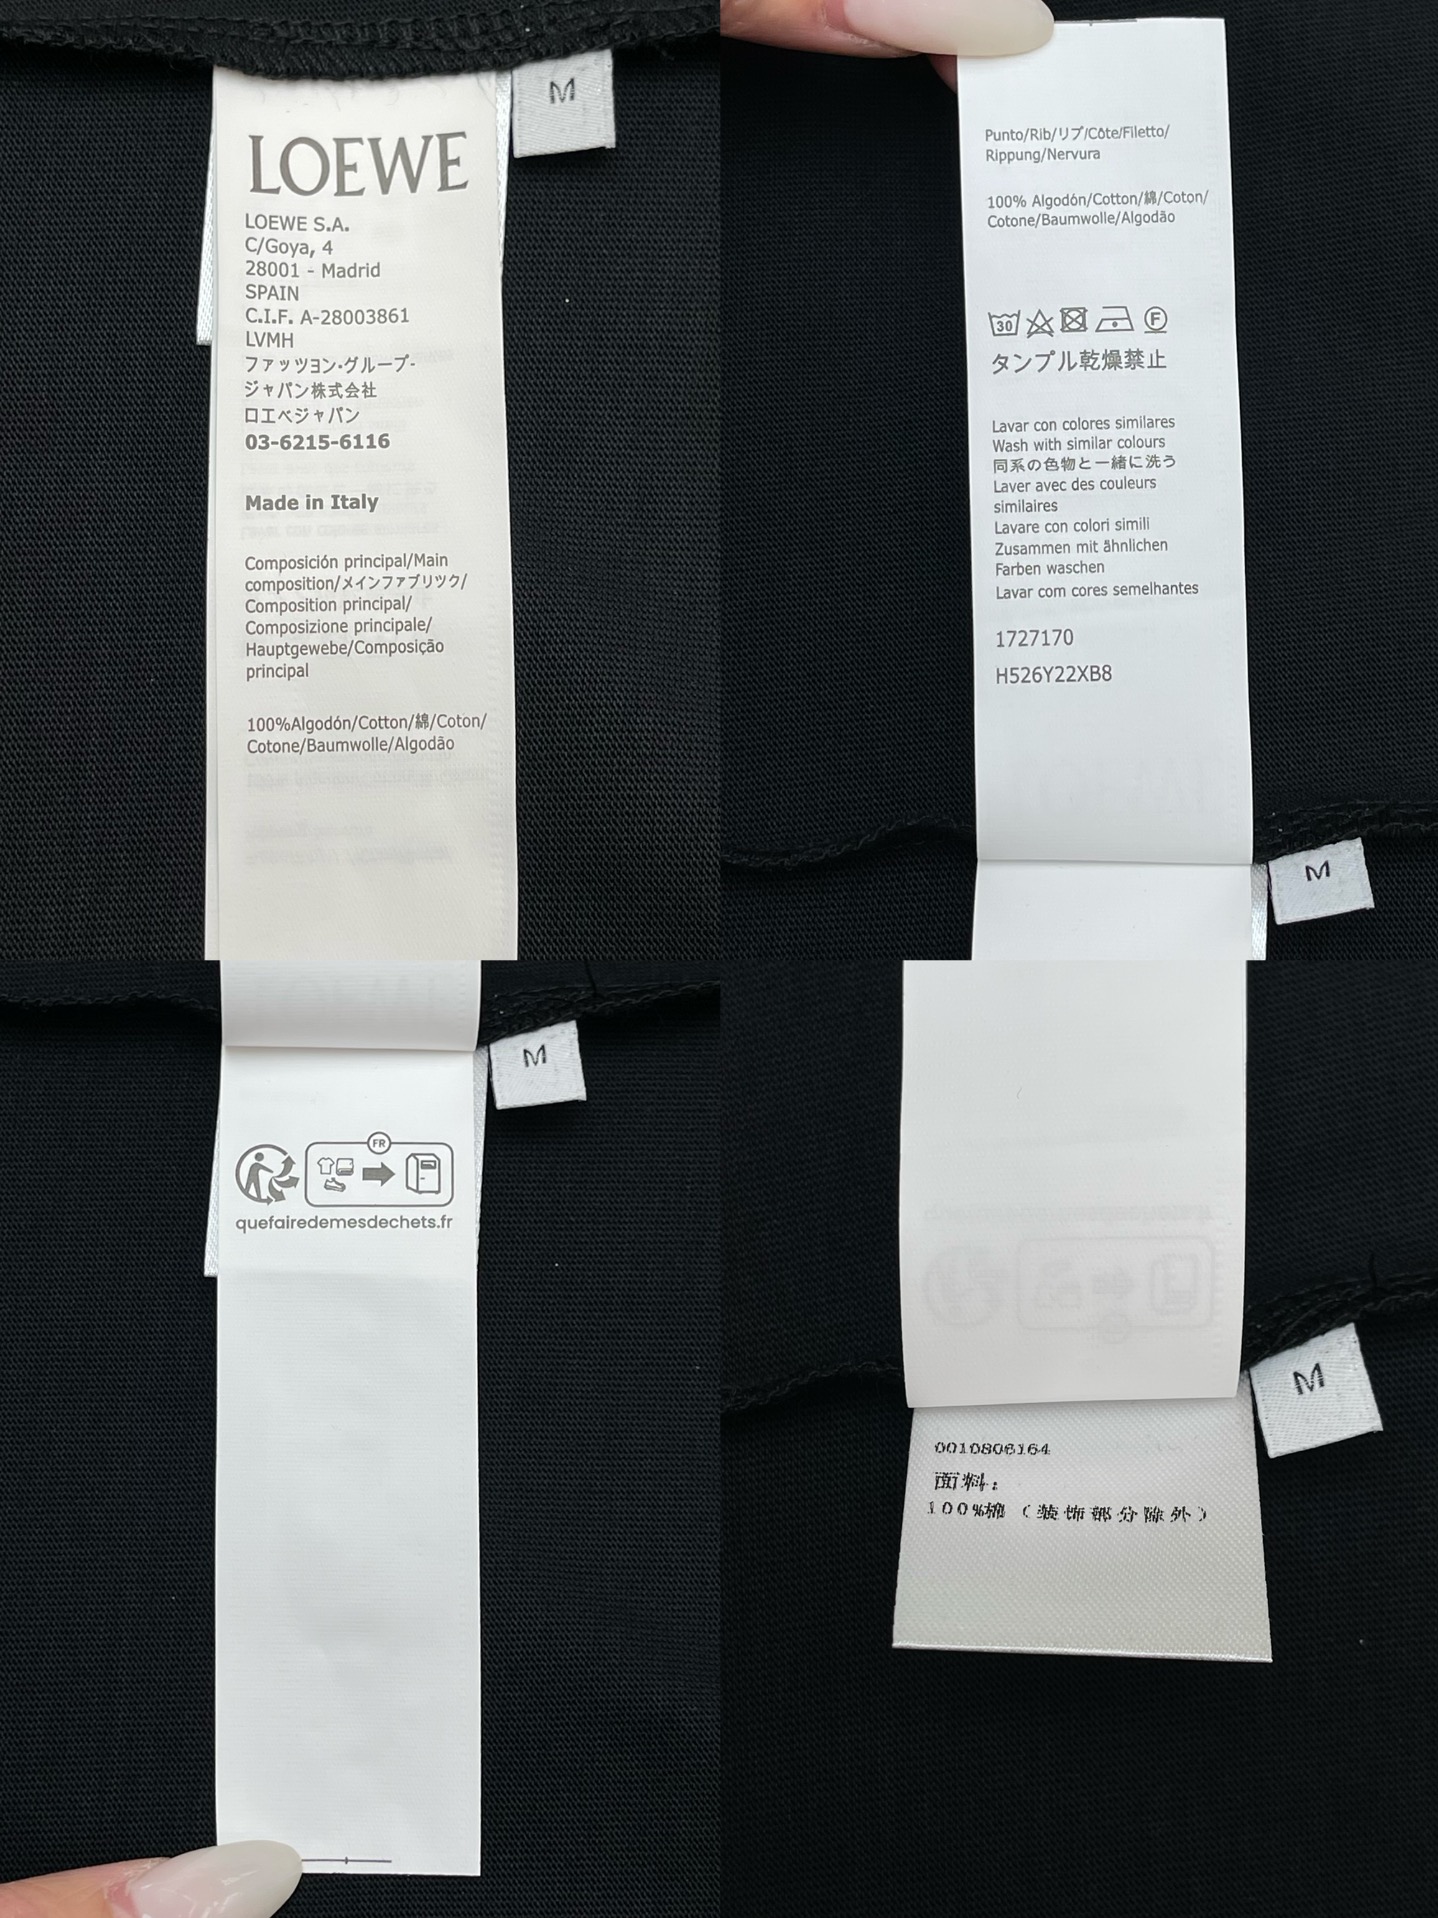 M
LOEWE
LOEWE S.A.
C/Goya, 4
28001 - Madrid
SPAIN
C.I.F. A-28003861
LVMH
ファッツョン·グループ-
ジャパン株式会社
ロエベジャパン
03-6215-6116
Made in Italy
Composición principal/Main
composition/メインファブリツク/
Composition principal/
Composizione principale/
Hauptgewebe/Composição
principal
100%Algodón/Cotton/綿/Coton/
Cotone/Baumwolle/Algodão
Punto/Rib/リブ/Côte/Filetto/
Rippung/Nervura
100% Algodón/Cotton/綿/Coton/
Cotone/Baumwolle/Algodão
30 F
タンプル乾燥禁止
Lavar con colores similares
Wash with similar colours
同系の色物と一緒に洗う
Laver avec des couleurs
similaires
Lavare con colori simili
Zusammen mit ähnlichen
Farben waschen
Lavar com cores semelhantes
1727170
H526Y22XB8
M
M
FR
quefairedemesdechets.fr
M
0010806164
面料:
100%棉（装饰部分除外）